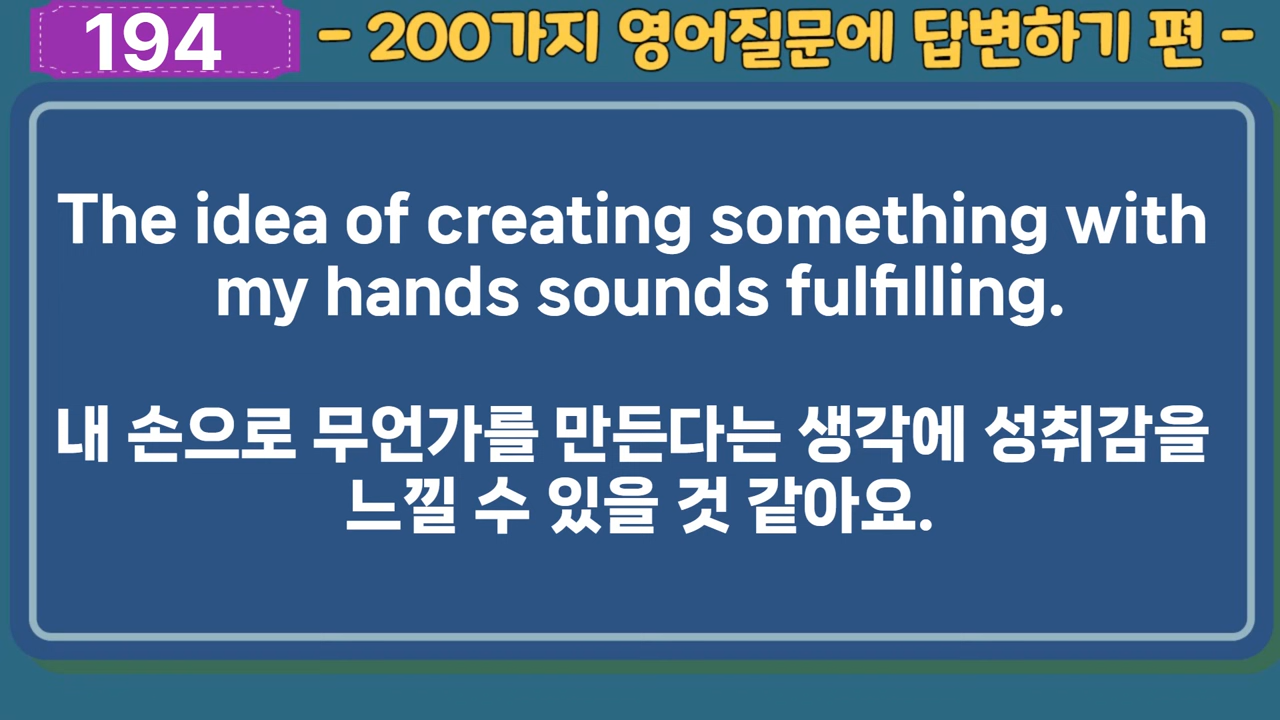 194
- 200가지 영어질문에 답변하기 편 -
The idea of creating something with
my hands sounds fulfilling.
내 손으로 무언가를 만든다는 생각에 성취감을
느낄 수 있을 것 같아요.